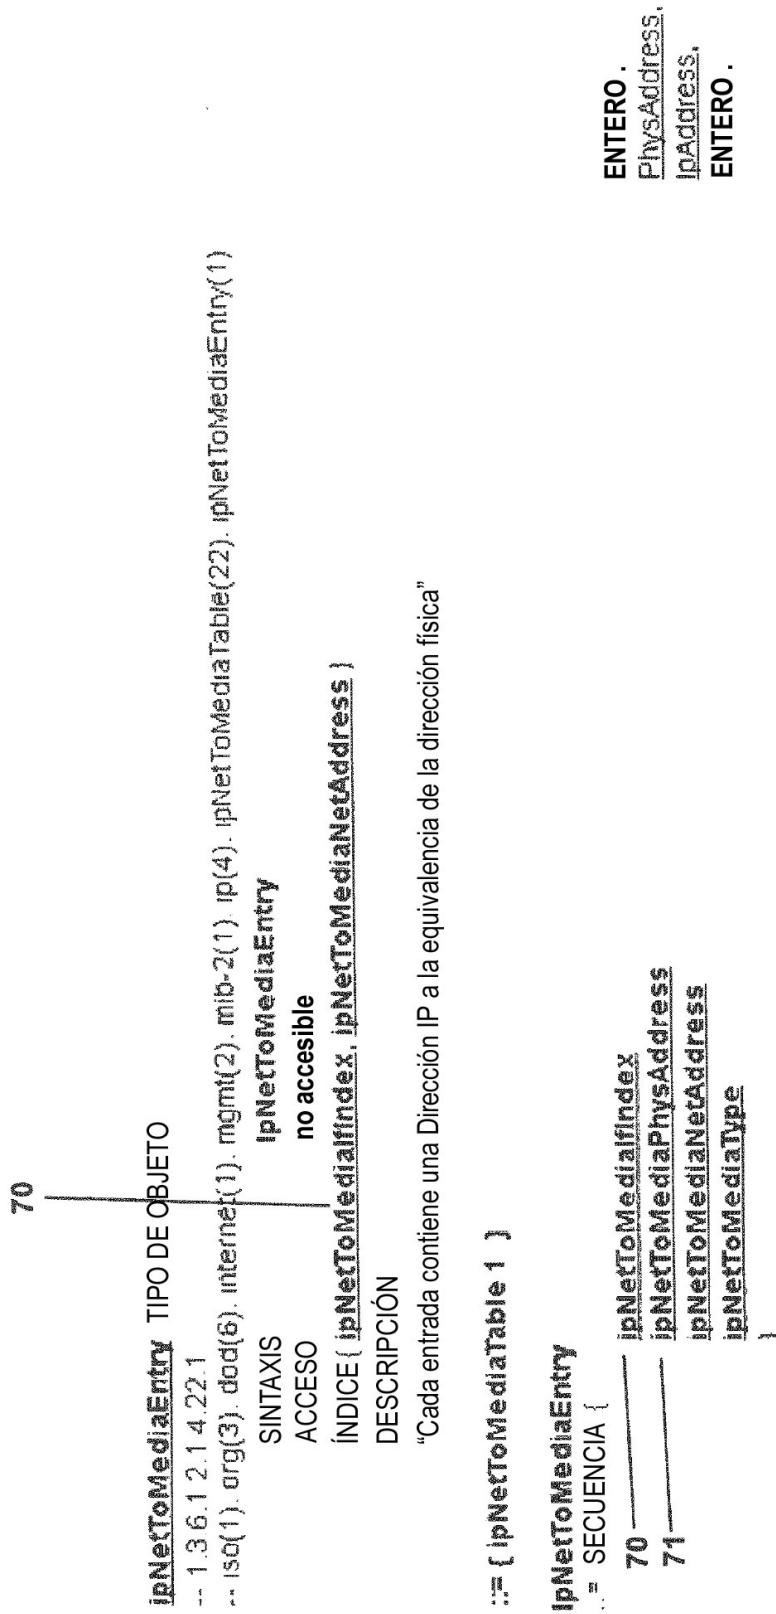 70
ipNetToMediaEntry TIPO DE OBJETO
-- 1.3.6.1.2.1.4.22.1
-- iso(1). org(3). dod(6). internet(1). mgmt(2). mib-2(1). ip(4). ipNetToMediaTable(22). ipNetToMediaEntry(1)
SINTAXIS IpNetToMediaEntry
ACCESO no accesible
ÍNDICE { ipNetToMediaIfIndex, ipNetToMediaNetAddress }
DESCRIPCIÓN
“Cada entrada contiene una Dirección IP a la equivalencia de la dirección física”
::= { ipNetToMediaTable 1 }
IpNetToMediaEntry
::= SECUENCIA {
70 ipNetToMediaIfIndex ENTERO.
71 ipNetToMediaPhysAddress PhysAddress,
ipNetToMediaNetAddress IpAddress,
ipNetToMediaType ENTERO.
}